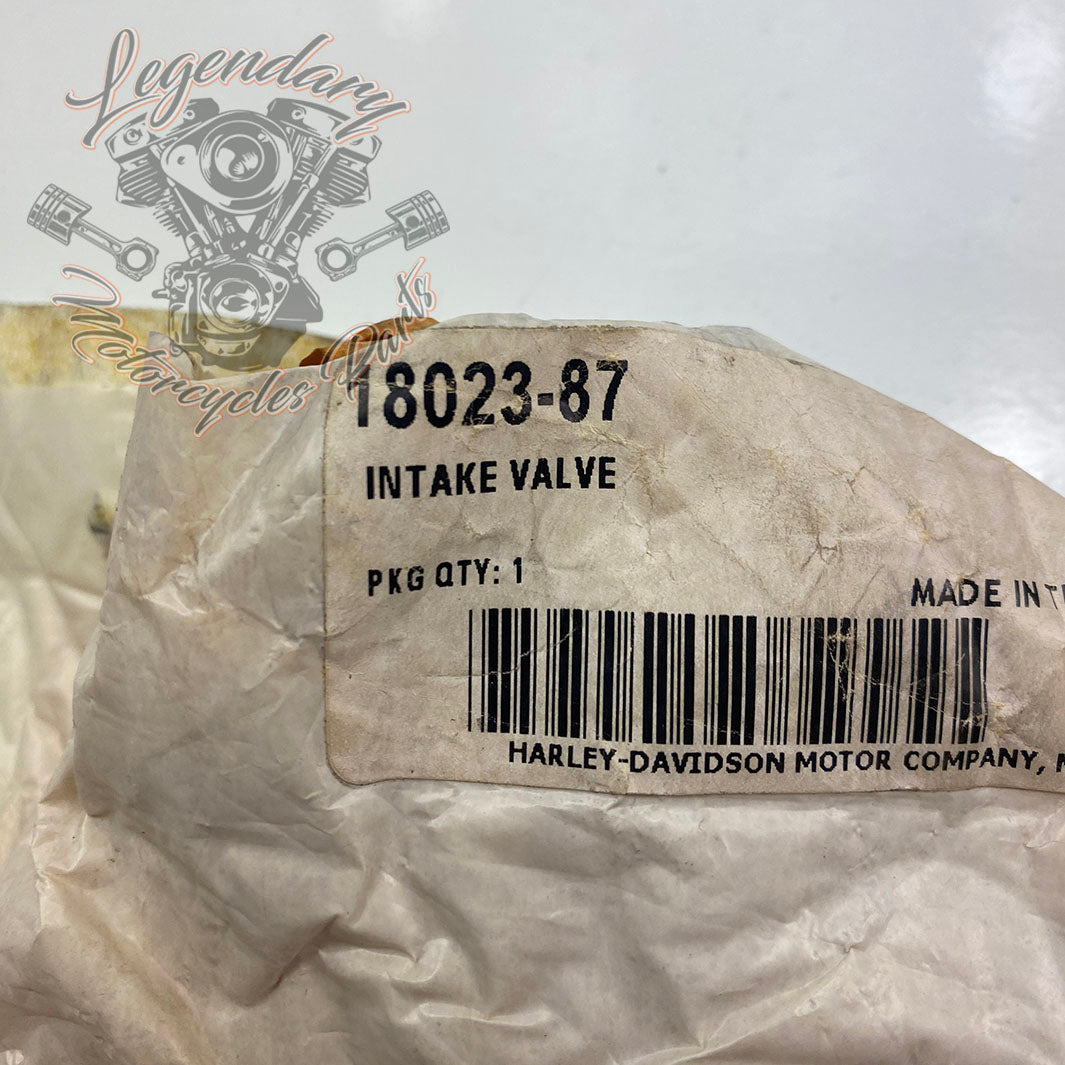 Legendary
Motorcycles Parts
18023-87
INTAKE VALVE
PKG QTY: 1
MADE IN
HARLEY-DAVIDSON MOTOR COMPANY,